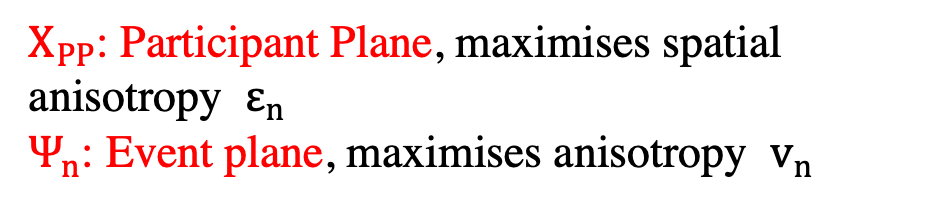 X_PP: Participant Plane, maximises spatial
anisotropy ε_n
Ψ_n: Event plane, maximises anisotropy v_n